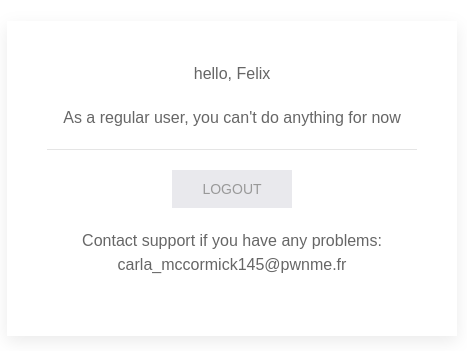 hello, Felix
As a regular user, you can't do anything for now
LOGOUT
Contact support if you have any problems:
carla_mccormick145@pwnme.fr